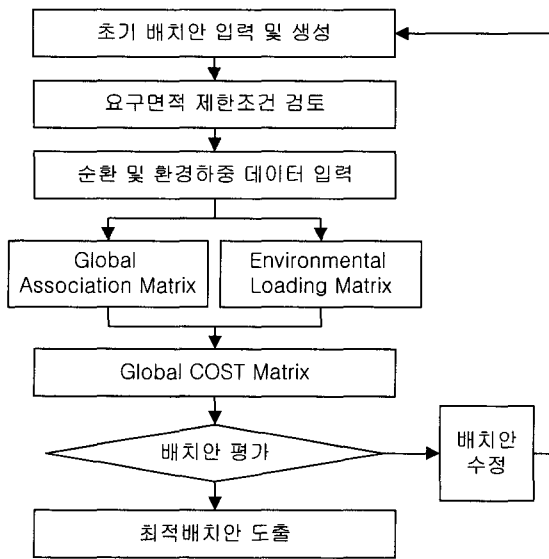 초기 배치안 입력 및 생성
요구면적 제한조건 검토
순환 및 환경하중 데이터 입력
Global
Association Matrix
Environmental
Loading Matrix
Global COST Matrix
배치안 평가
배치안
수정
최적배치안 도출